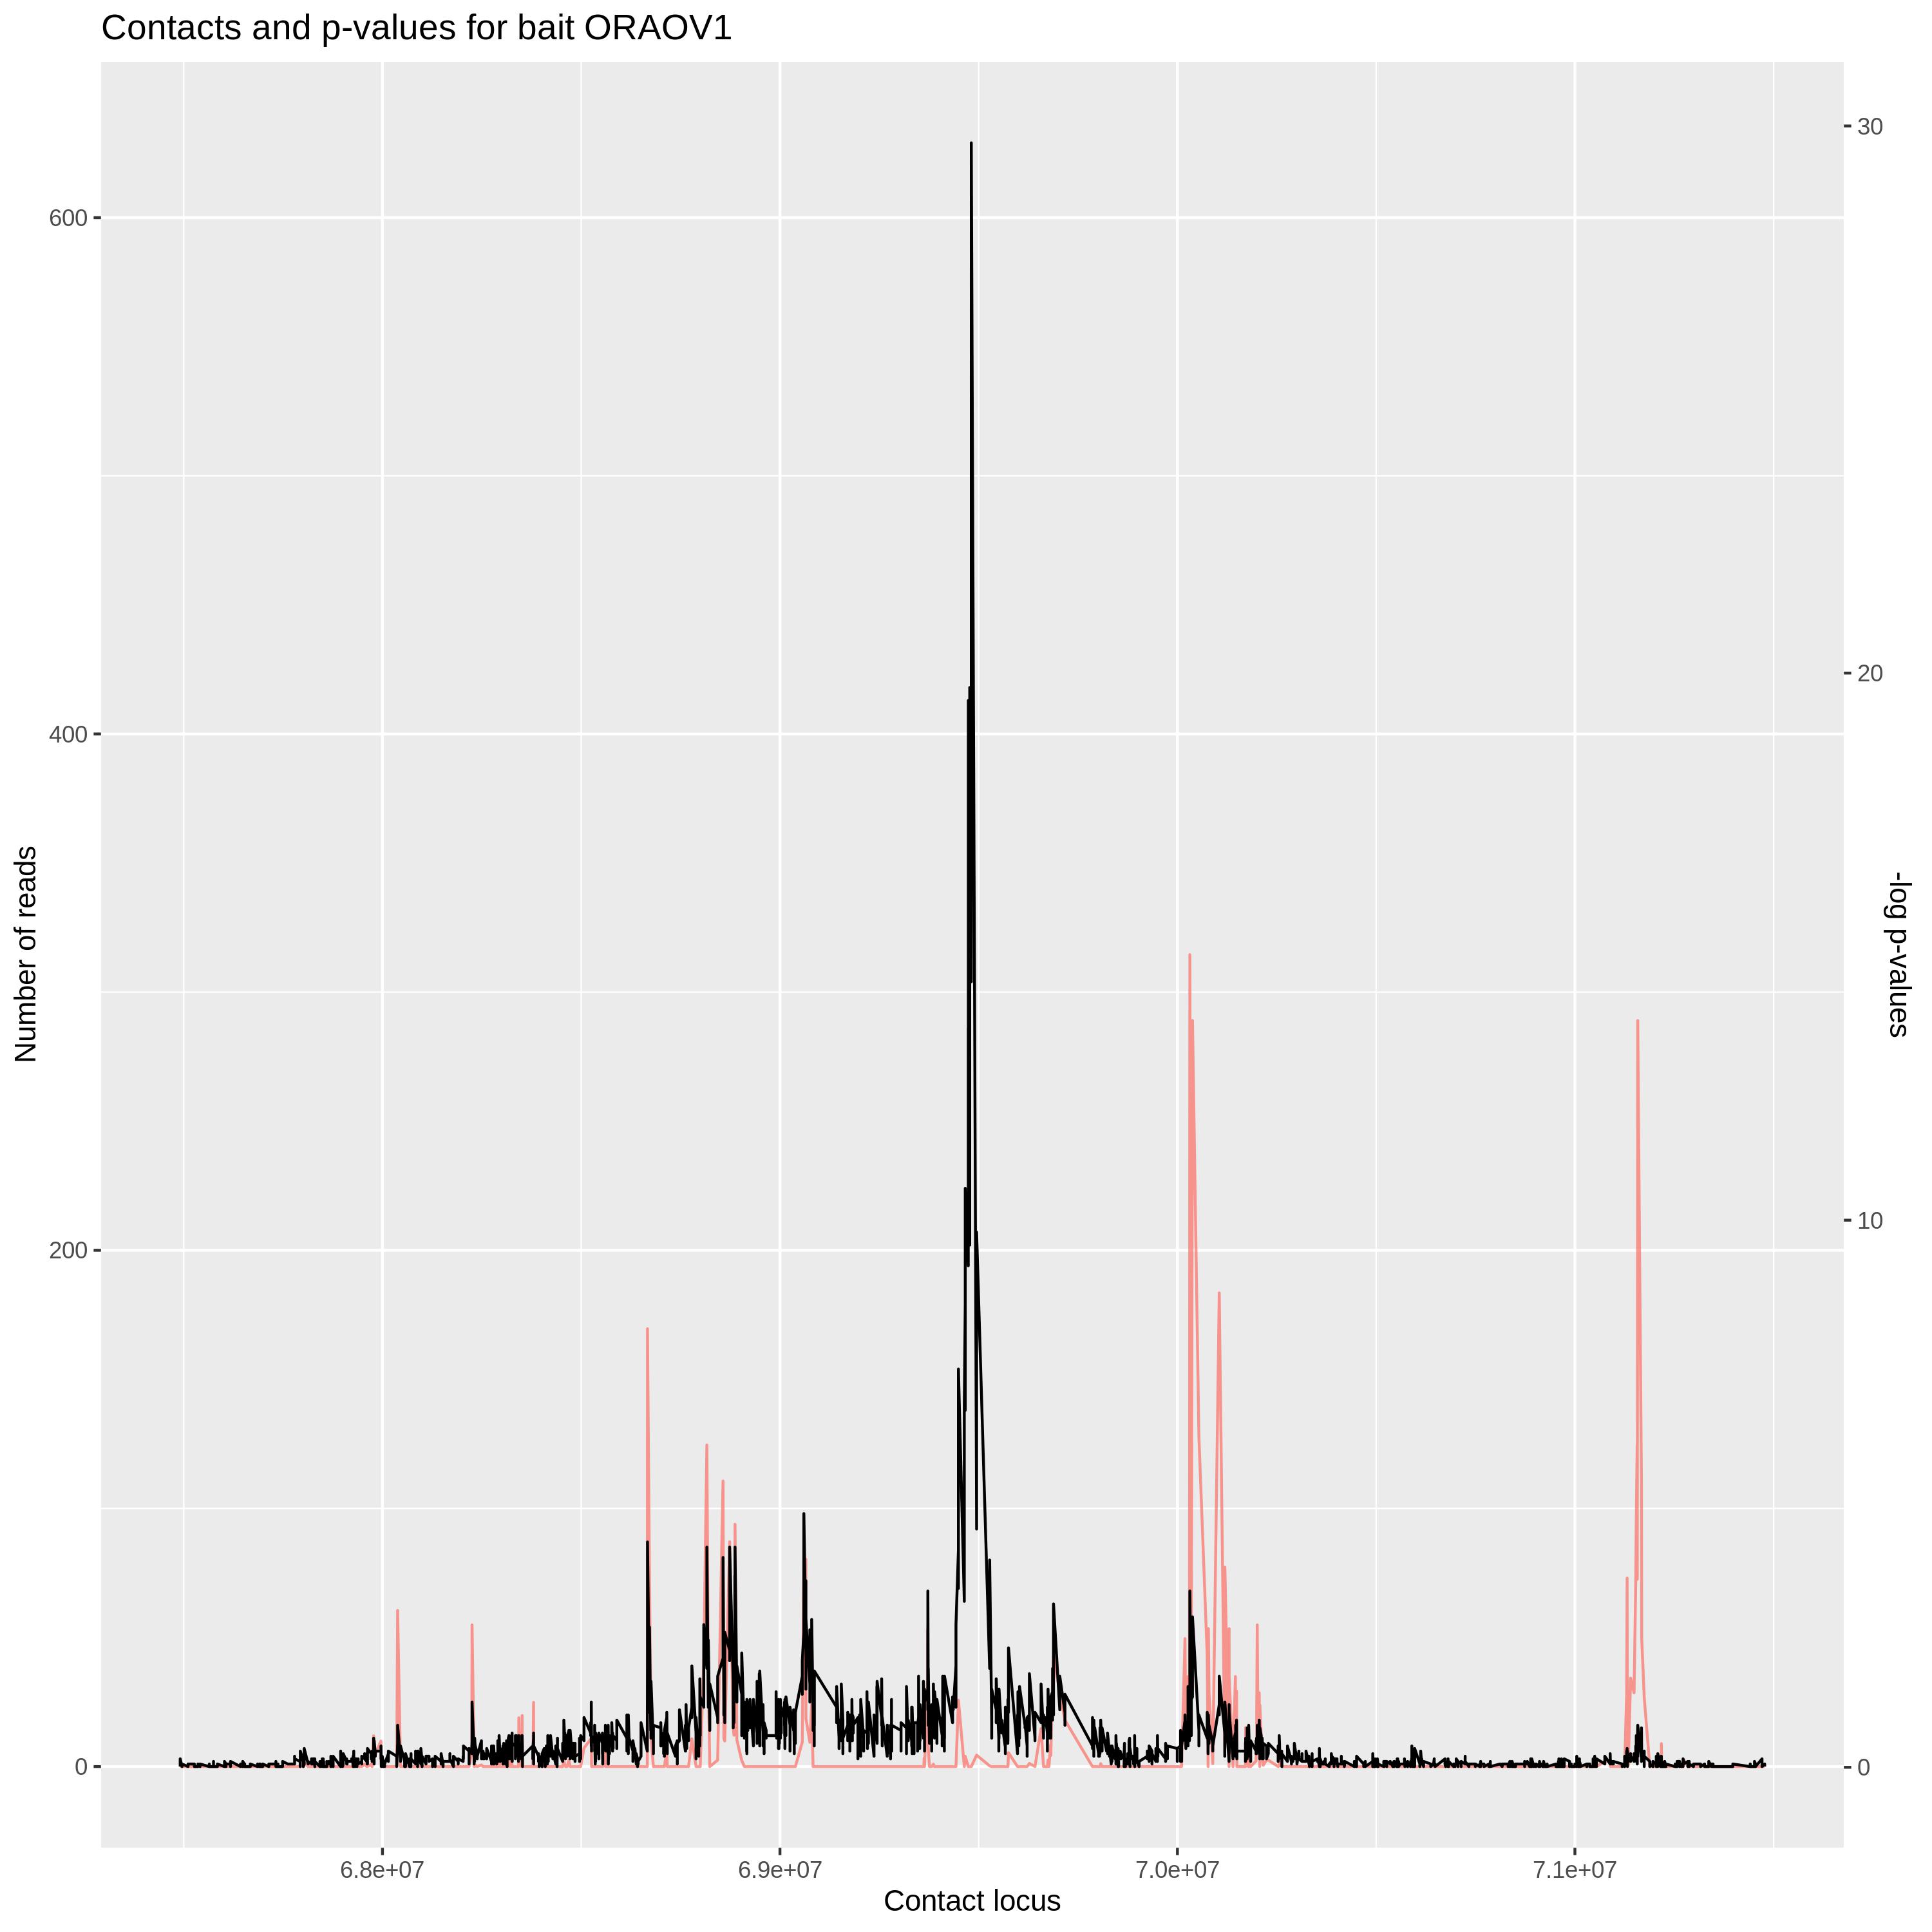 Contacts and p-values for bait ORAOV1
600
400
200
0
30
20
10
0
Number of reads
-log p-values
6.8e+07
6.9e+07
7.0e+07
7.1e+07
Contact locus